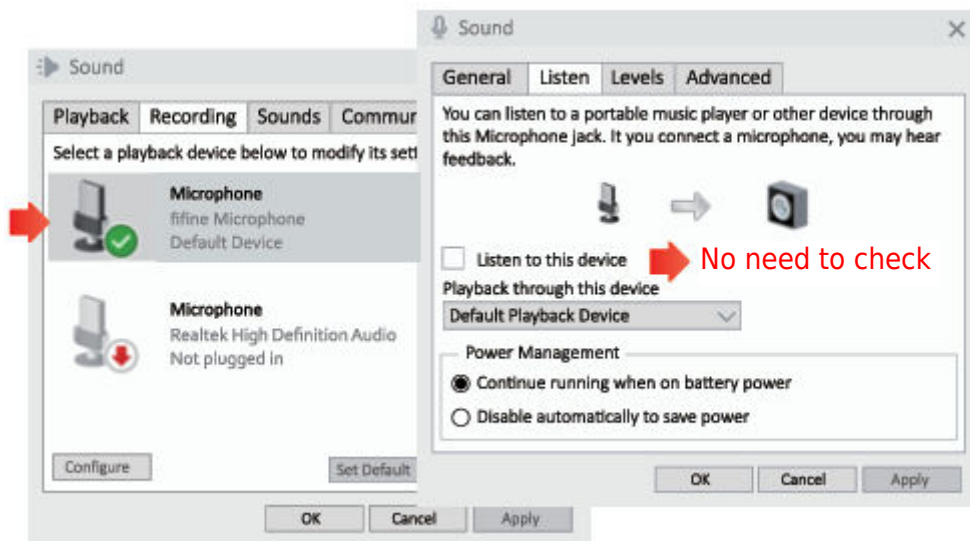 Sound
Playback Recording Sounds Commur
Select a playback device below to modify its sett
Microphone
fifine Microphone
Default Device
Microphone
Realtek High Definition Audio
Not plugged in
Configure
Set Default
OK Cancel Apply
Sound
General Listen Levels Advanced
You can listen to a portable music player or other device through
this Microphone jack. It you connect a microphone, you may hear
feedback.
Listen to this device
No need to check
Playback through this device
Default Playback Device
Power Management
Continue running when on battery power
Disable automatically to save power
OK Cancel Apply